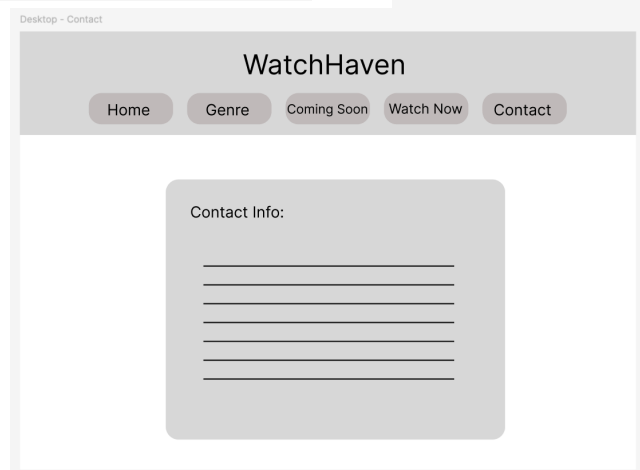 Desktop - Contact
WatchHaven
Home Genre Coming Soon Watch Now Contact
Contact Info: